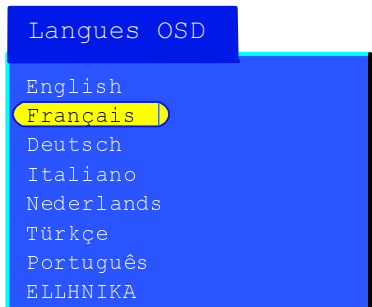 Langues OSD
English
Français
Deutsch
Italiano
Nederlands
Türkçe
Português
ELLHNIKA